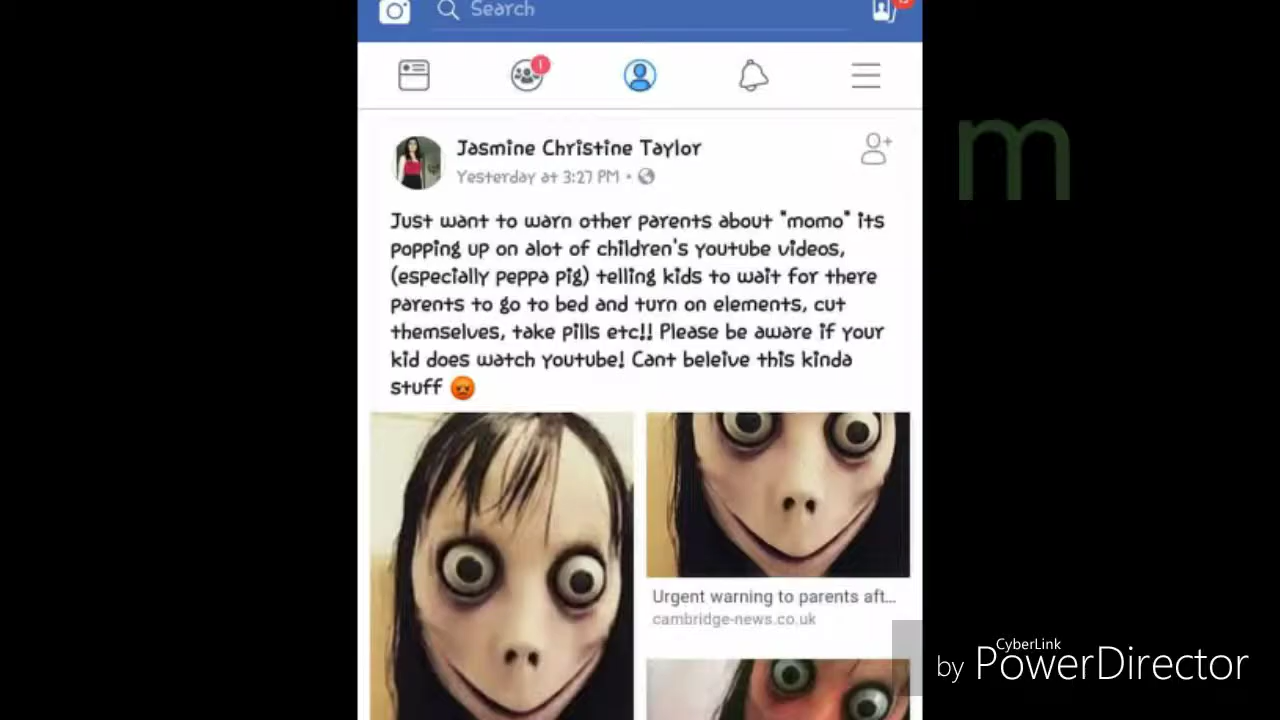 Search
m
Jasmine Christine Taylor
Yesterday at 3:27 PM •
Just want to warn other parents about "momo" its
popping up on alot of children's youtube videos,
(especially peppa pig) telling kids to wait for there
parents to go to bed and turn on elements, cut
themselves, take pills etc!! Please be aware if your
kid does watch youtube! Cant beleive this kinda
stuff 😡
Urgent warning to parents aft...
cambridge-news.co.uk
CyberLink
by PowerDirector